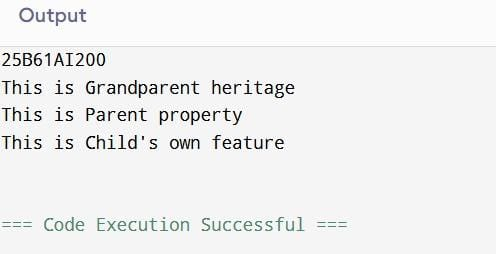 Output
25B61AI200
This is Grandparent heritage
This is Parent property
This is Child's own feature
=== Code Execution Successful ===